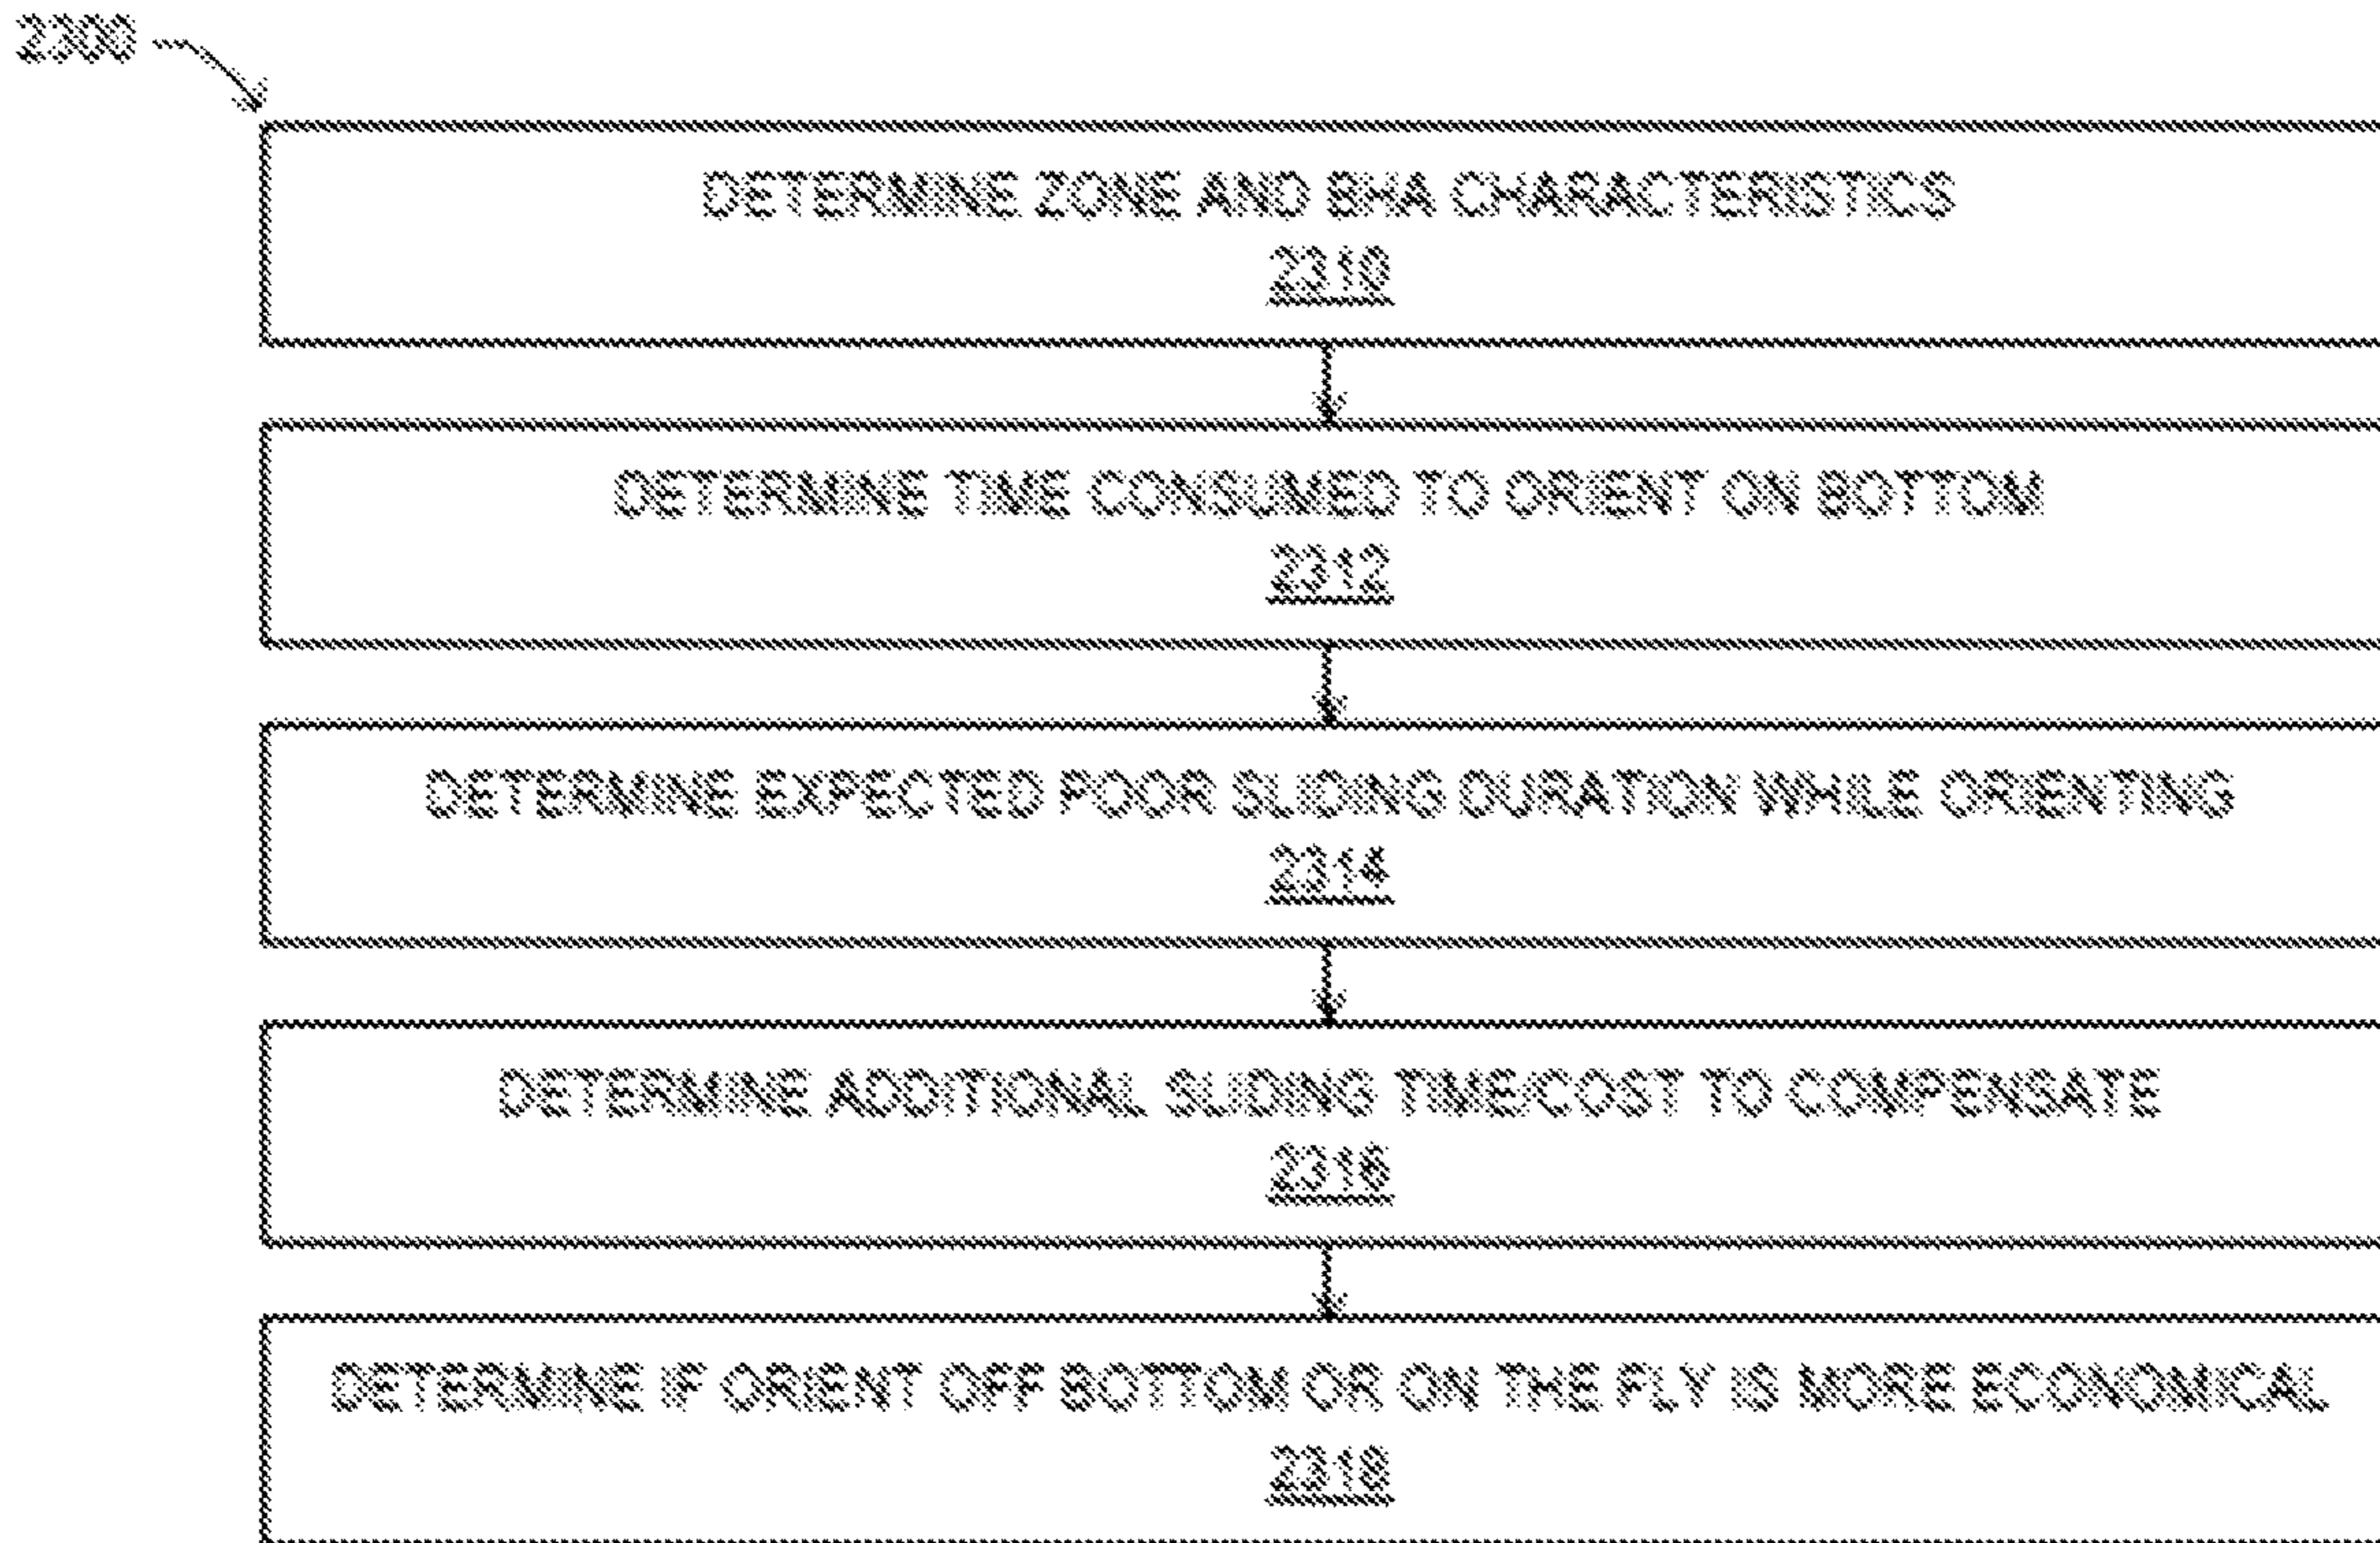 2300
DETERMINE ZONE AND BHA CHARACTERISTICS
2310
DETERMINE TIME CONSUMED TO ORIENT ON BOTTOM
2312
DETERMINE EXPECTED POOR SLIDING DURATION WHILE ORIENTING
2314
DETERMINE ADDITIONAL SLIDING TIME/COST TO COMPENSATE
2316
DETERMINE IF ORIENT OFF BOTTOM OR ON THE FLY IS MORE ECONOMICAL
2318